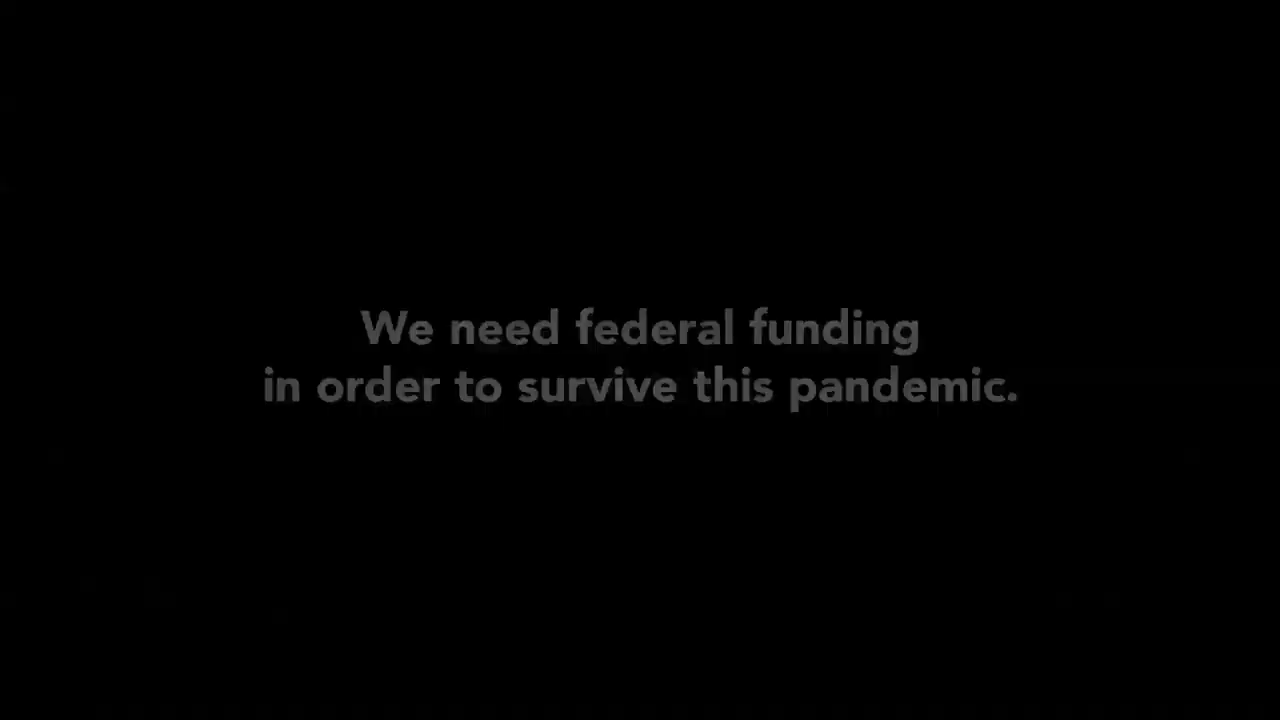 We need federal funding
in order to survive this pandemic.